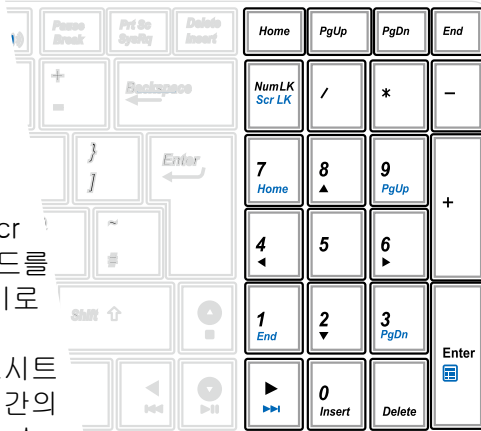 Pause Break
Prt Sc SysRq
Delete Insert
Home
PgUp
PgDn
End
+
−
Backspace
NumLK
Scr LK
/
*
−
}
]
Enter
7
Home
8
9
PgUp
+
~
#
4
5
6
Shift
1
End
2
3
PgDn
Enter
0
Insert
Delete
cr
드를
로
시트
간의